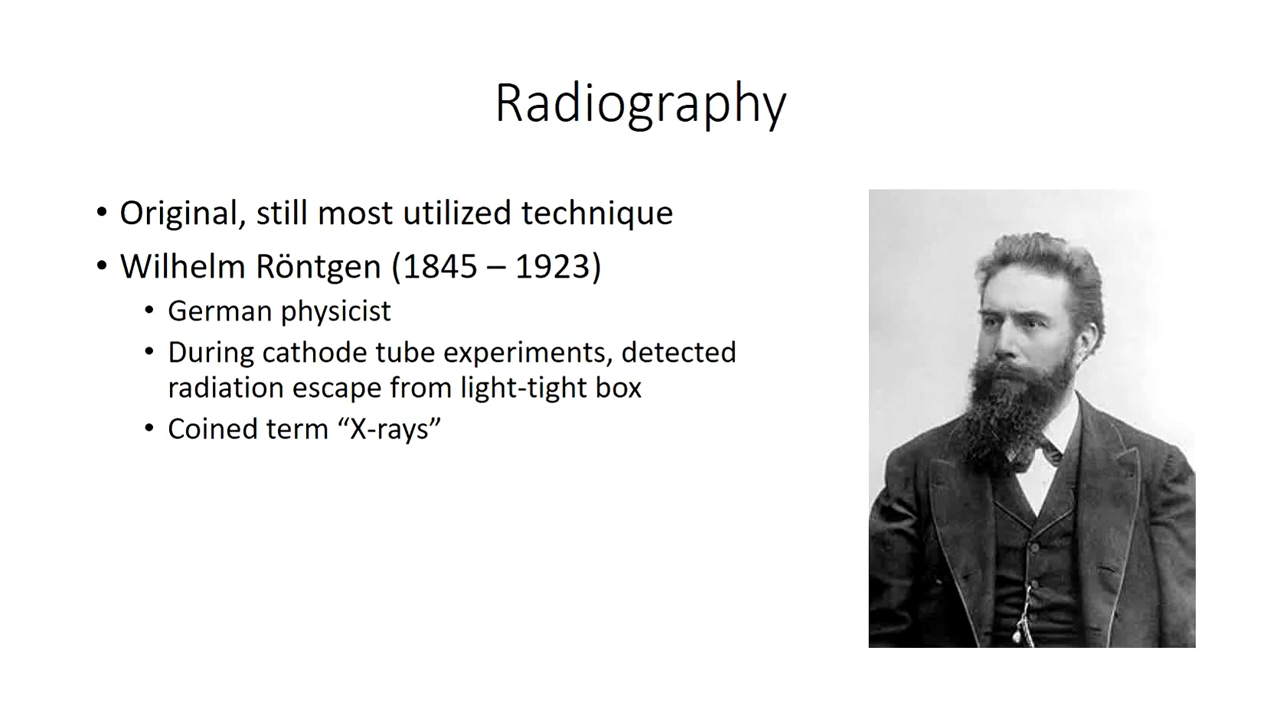 Radiography
• Original, still most utilized technique
• Wilhelm Röntgen (1845 – 1923)
• German physicist
• During cathode tube experiments, detected
radiation escape from light-tight box
• Coined term “X-rays”